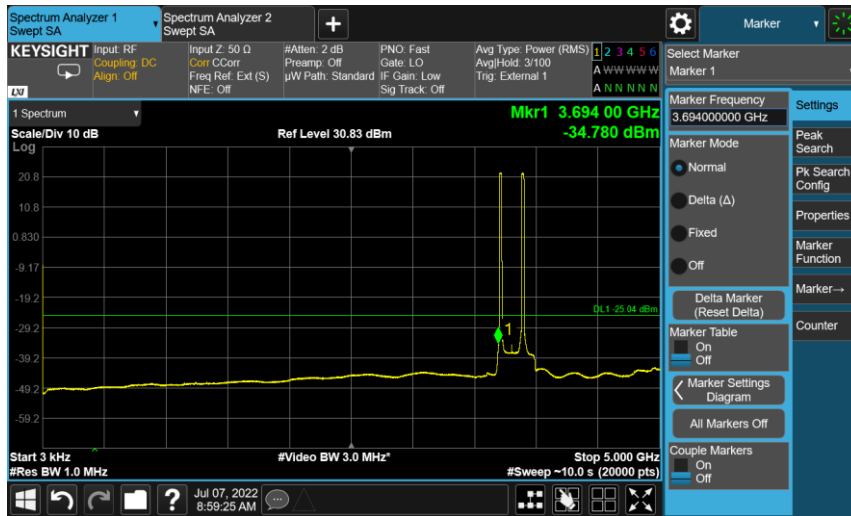 Spectrum Analyzer 1
Swept SA
Spectrum Analyzer 2
Swept SA
+
Marker
KEYSIGHT
LXI
Input: RF
Coupling: DC
Align: Off
Input Z: 50 Ω
Corr CCorr
Freq Ref: Ext (S)
NFE: Off
#Atten: 2 dB
Preamp: Off
µW Path: Standard
PNO: Fast
Gate: LO
IF Gain: Low
Sig Track: Off
Avg Type: Power (RMS)
Avg|Hold: 3/100
Trig: External 1
1 2 3 4 5 6
A W W W W W
A N N N N N
Select Marker
Marker 1
1 Spectrum
Mkr1 3.694 00 GHz
Scale/Div 10 dB
Ref Level 30.83 dBm
-34.780 dBm
Log
20.8
10.8
0.830
-9.17
-19.2
-29.2
-39.2
-49.2
-59.2
DL1 -25.04 dBm
1
Start 3 kHz
#Video BW 3.0 MHz*
Stop 5.000 GHz
#Res BW 1.0 MHz
#Sweep ~10.0 s (20000 pts)
Marker Frequency
3.694000000 GHz
Marker Mode
Normal
Delta (Δ)
Fixed
Off
Delta Marker
(Reset Delta)
Marker Table
On
Off
Marker Settings
Diagram
All Markers Off
Couple Markers
On
Off
Settings
Peak
Search
Pk Search
Config
Properties
Marker
Function
Marker→
Counter
?
Jul 07, 2022
8:59:25 AM